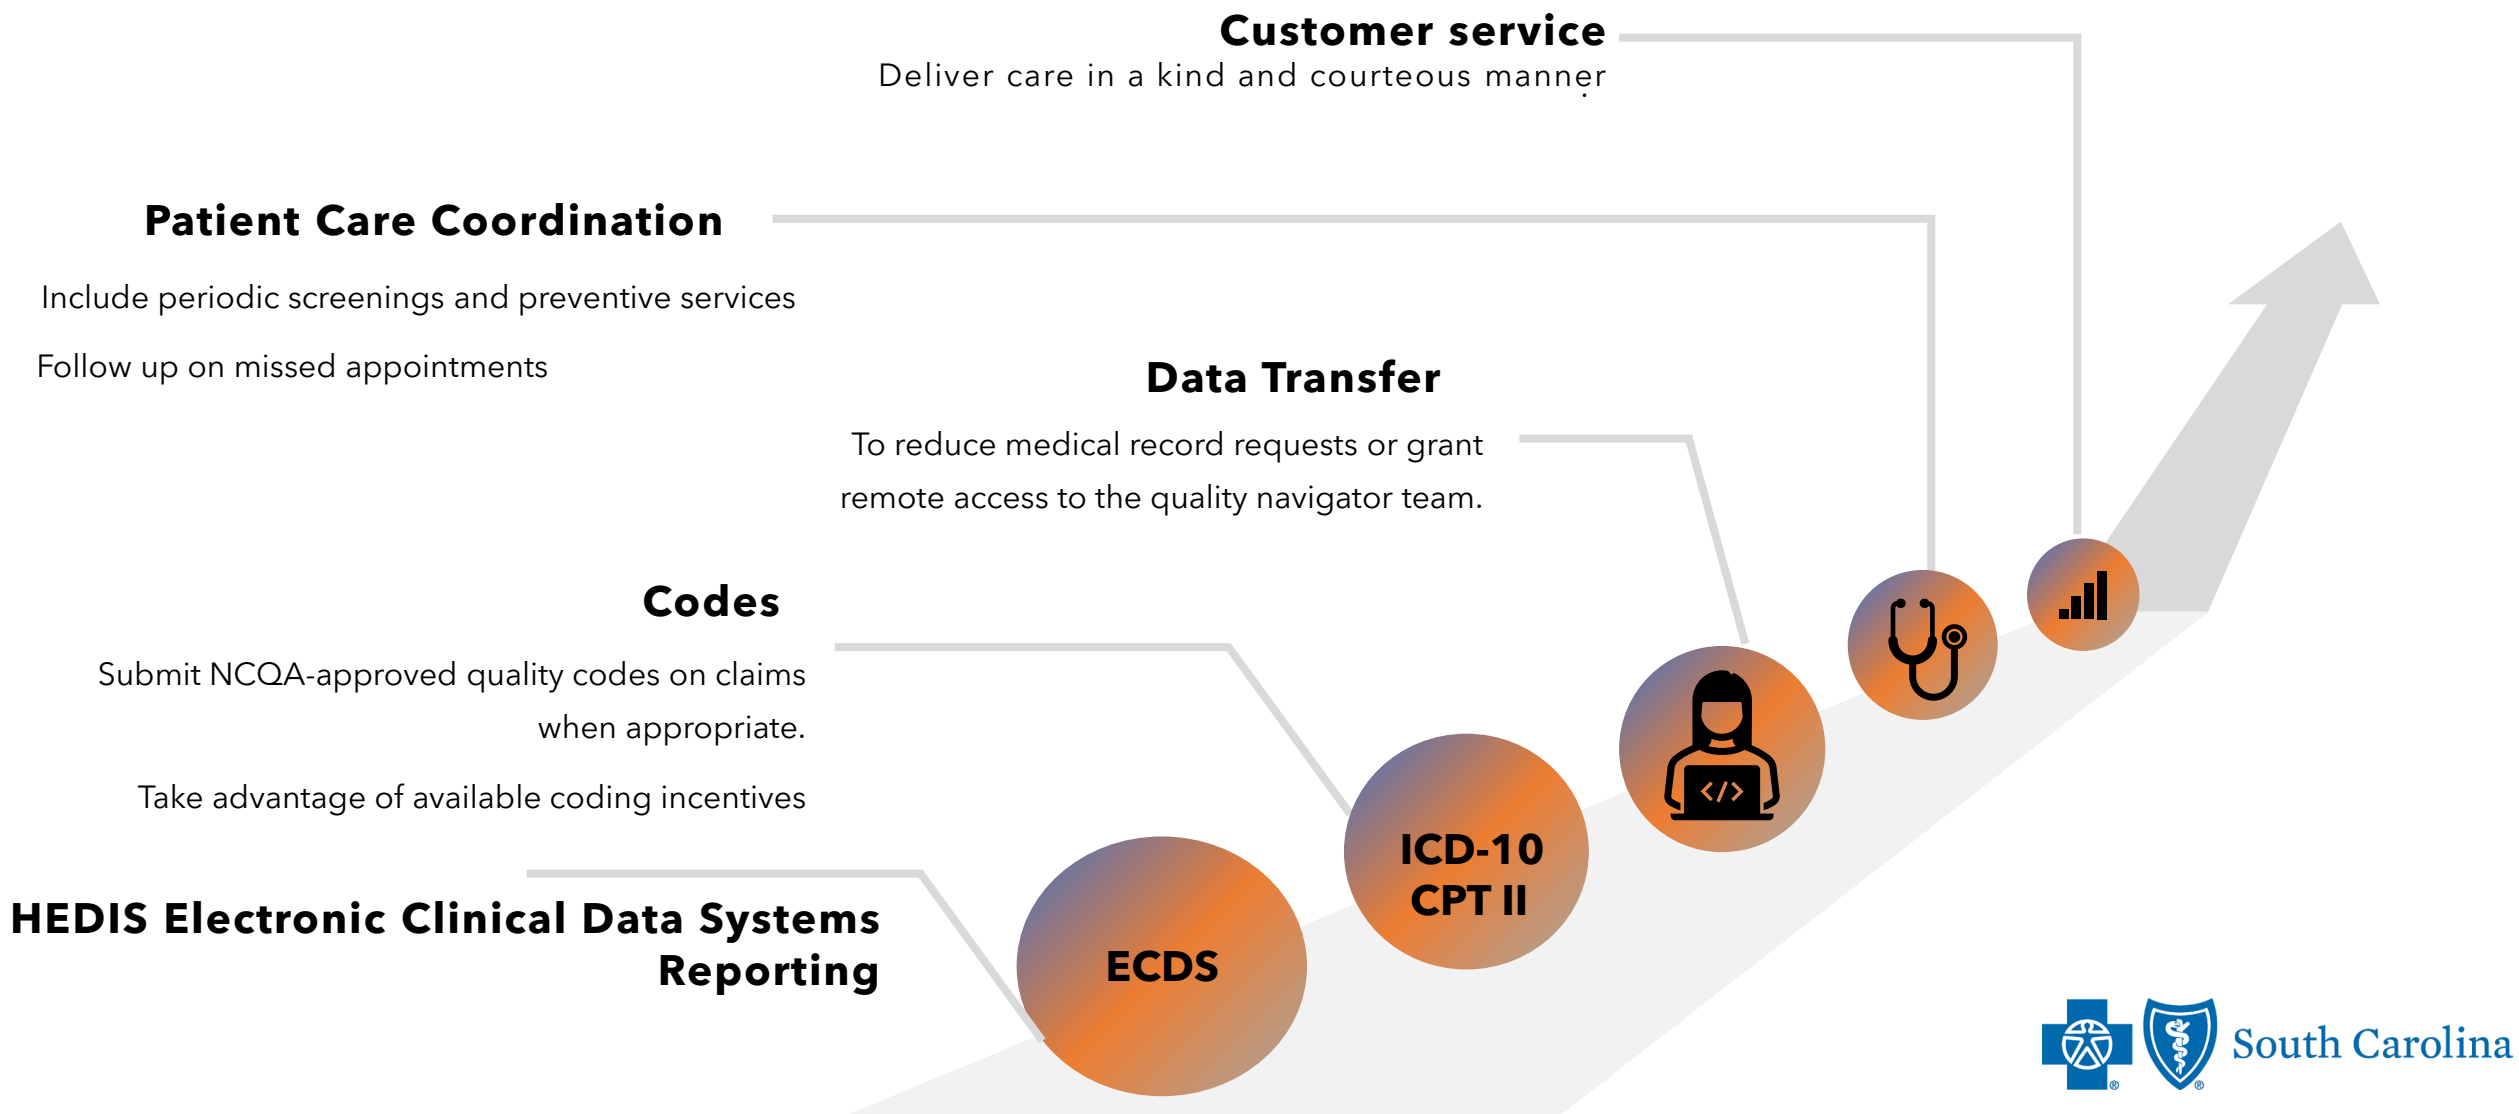 Customer service
Deliver care in a kind and courteous manner
.
Patient Care Coordination
Include periodic screenings and preventive services
Follow up on missed appointments
Data Transfer
To reduce medical record requests or grant
remote access to the quality navigator team.
Codes
Submit NCQA-approved quality codes on claims
when appropriate.
Take advantage of available coding incentives
HEDIS Electronic Clinical Data Systems
Reporting
ECDS
ICD-10
CPT II
</>
South Carolina
® ®